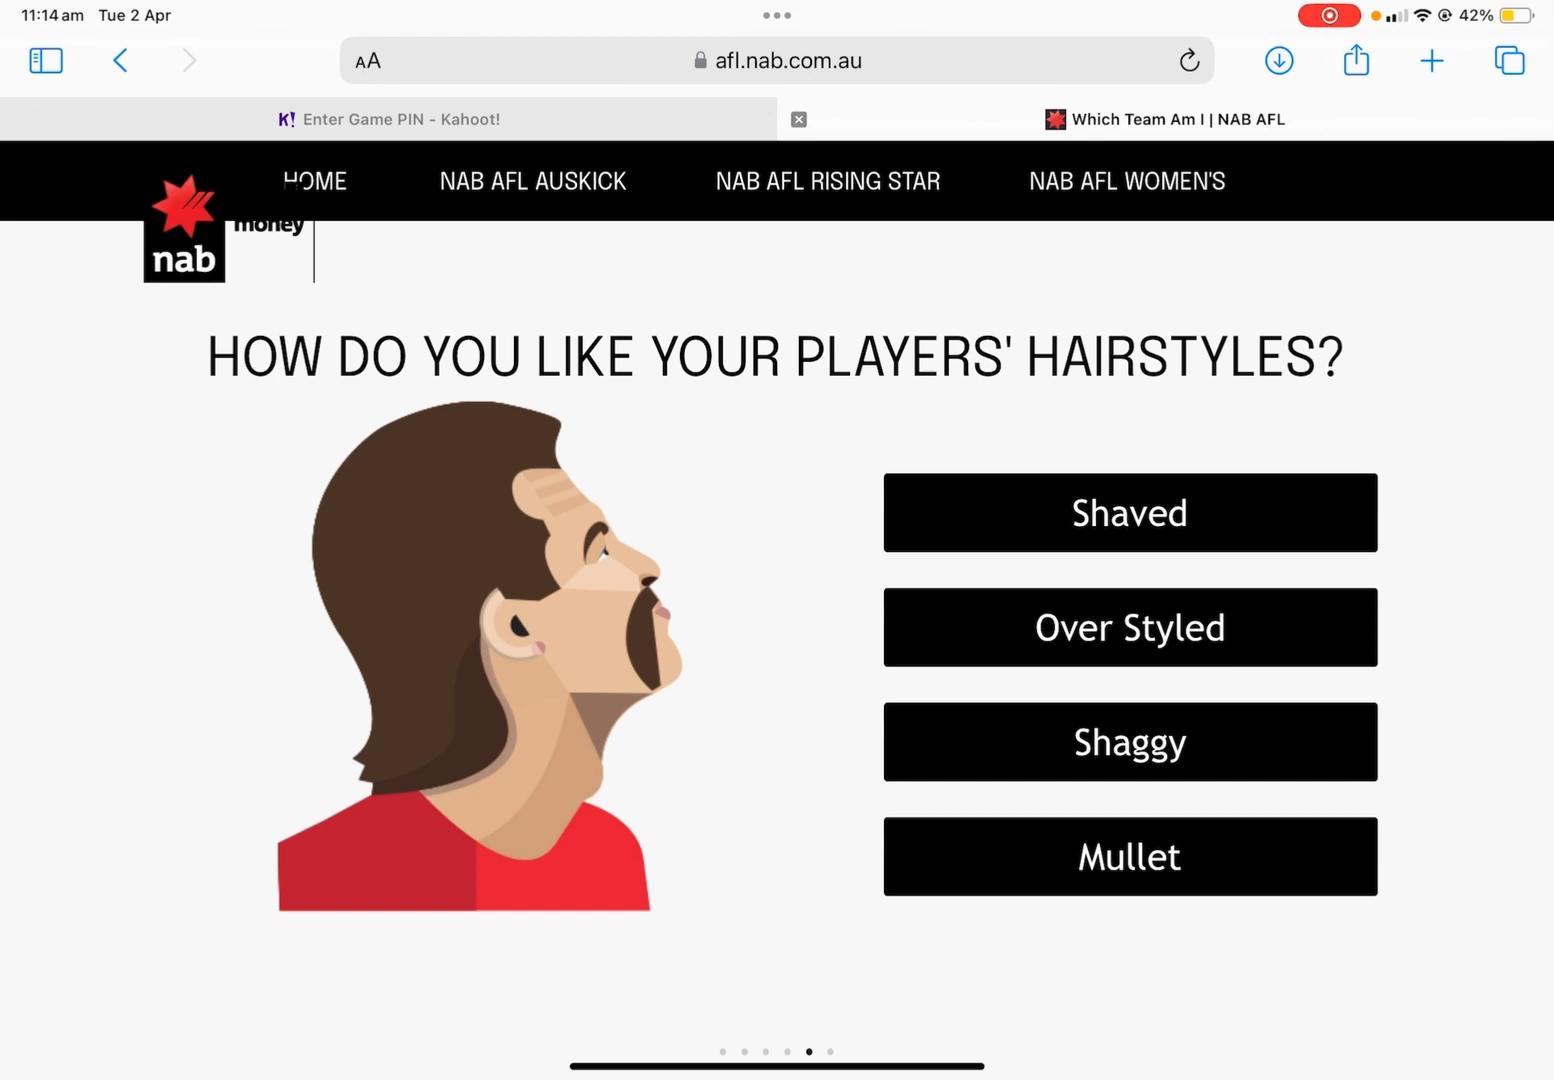 11:14 am Tue 2 Apr
42%
AA
afl.nab.com.au
K! Enter Game PIN - Kahoot!
Which Team Am I | NAB AFL
HOME
NAB AFL AUSKICK
NAB AFL RISING STAR
NAB AFL WOMEN'S
money
nab
HOW DO YOU LIKE YOUR PLAYERS' HAIRSTYLES?
Shaved
Over Styled
Shaggy
Mullet